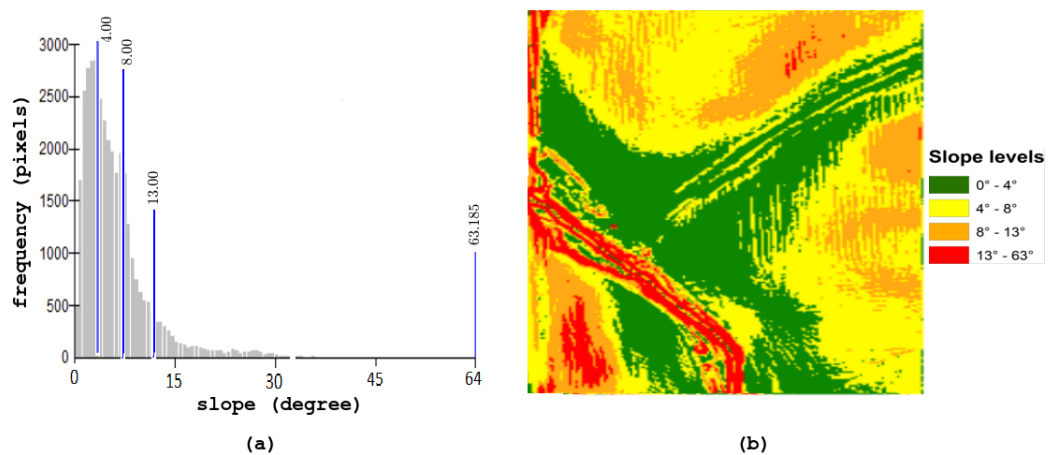 4.00
8.00
13.00
63.185
3000
2500
2000
1500
1000
500
0
frequency (pixels)
0 15 30 45 64
slope (degree)
(a)
Slope levels
0° - 4°
4° - 8°
8° - 13°
13° - 63°
(b)